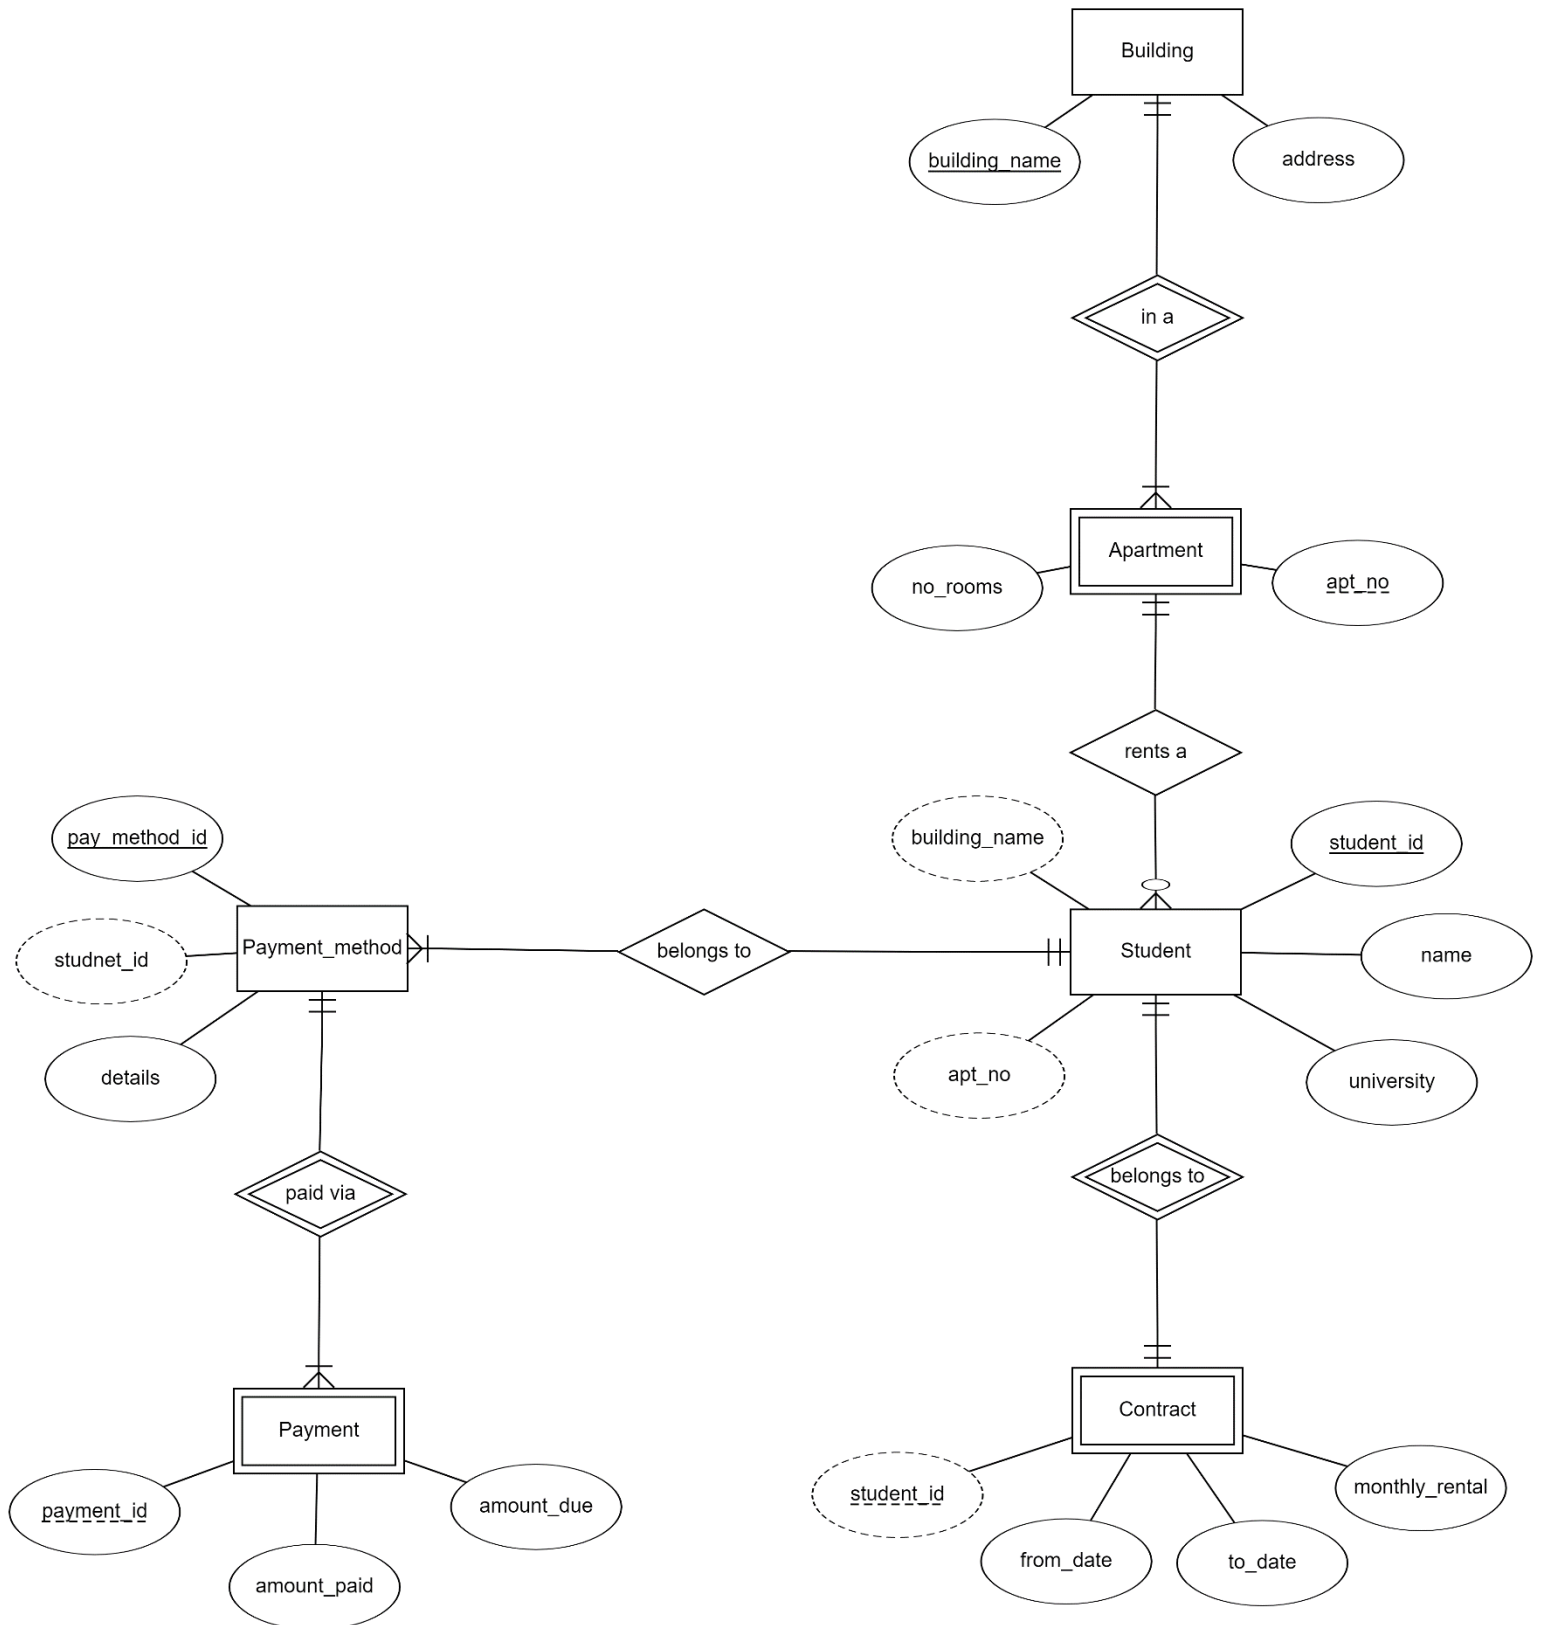 Building
building_name
address
in a
Apartment
no_rooms
apt_no
rents a
building_name
student_id
pay_method_id
Payment_method
belongs to
Student
name
studnet_id
details
apt_no
university
paid via
belongs to
Payment
Contract
payment_id
amount_due
amount_paid
student_id
monthly_rental
from_date
to_date